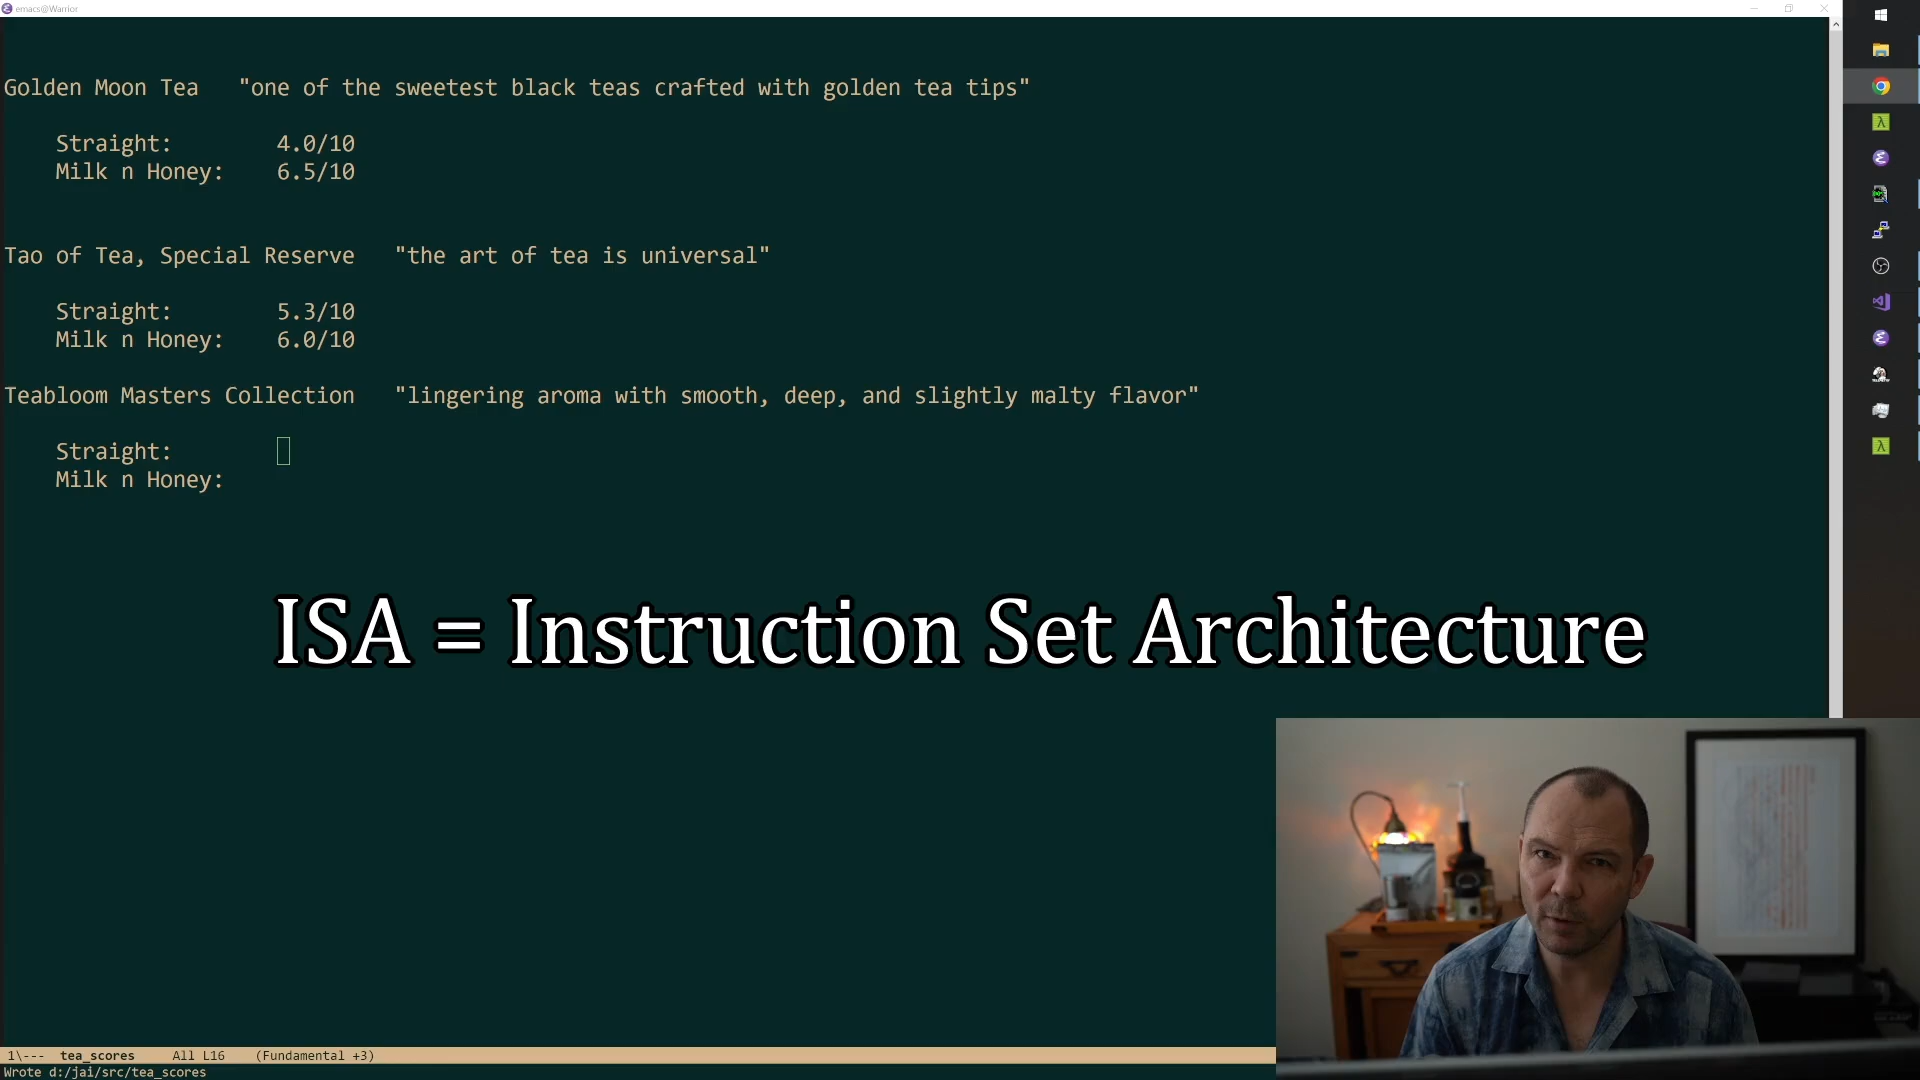 emacs@Warrior
Golden Moon Tea "one of the sweetest black teas crafted with golden tea tips"
Straight: 4.0/10
Milk n Honey: 6.5/10
Tao of Tea, Special Reserve "the art of tea is universal"
Straight: 5.3/10
Milk n Honey: 6.0/10
Teabloom Masters Collection "lingering aroma with smooth, deep, and slightly malty flavor"
Straight:
Milk n Honey:
ISA = Instruction Set Architecture
1\--- tea_scores All L16 (Fundamental +3)
Wrote d:/jai/src/tea_scores